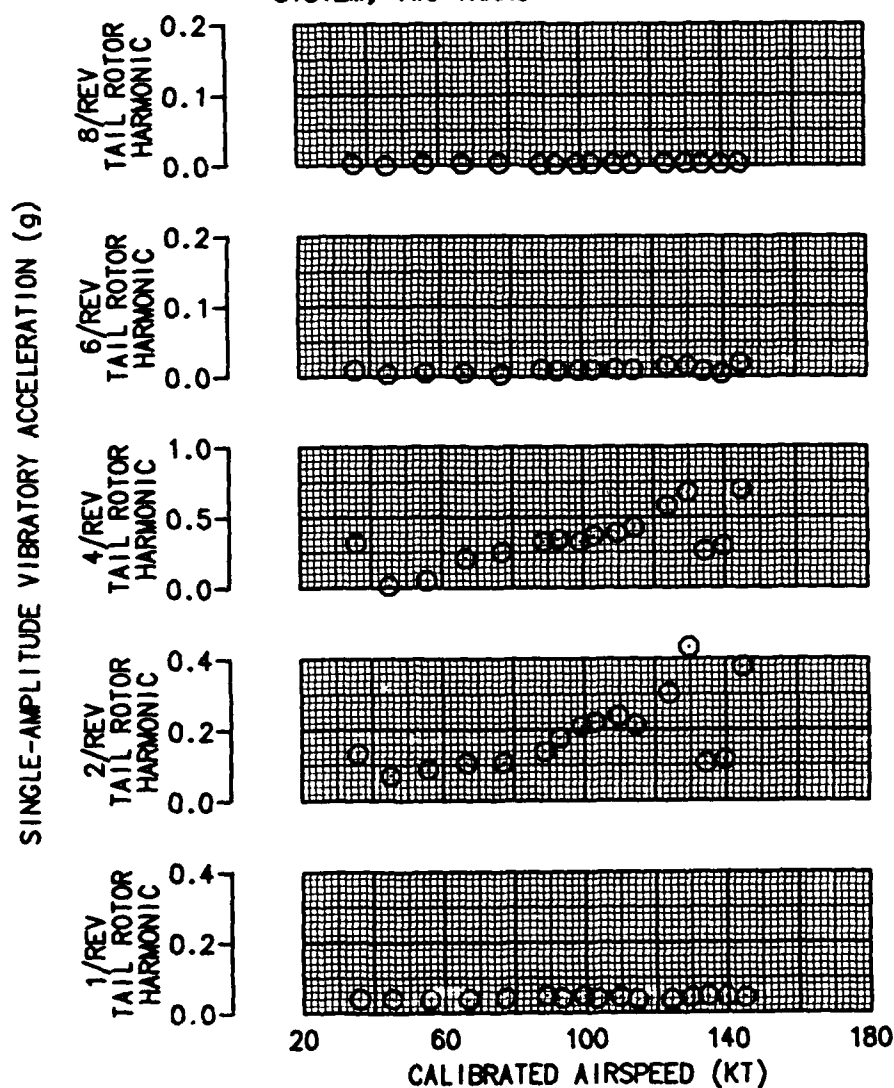 SINGLE-AMPLITUDE VIBRATORY ACCELERATION (g)
8/REV
TAIL ROTOR
HARMONIC
0.2
0.1
0.0
6/REV
TAIL ROTOR
HARMONIC
0.2
0.1
0.0
4/REV
TAIL ROTOR
HARMONIC
1.0
0.5
0.0
2/REV
TAIL ROTOR
HARMONIC
0.4
0.2
0.0
1/REV
TAIL ROTOR
HARMONIC
0.4
0.2
0.0
20 60 100 140 180
CALIBRATED AIRSPEED (KT)